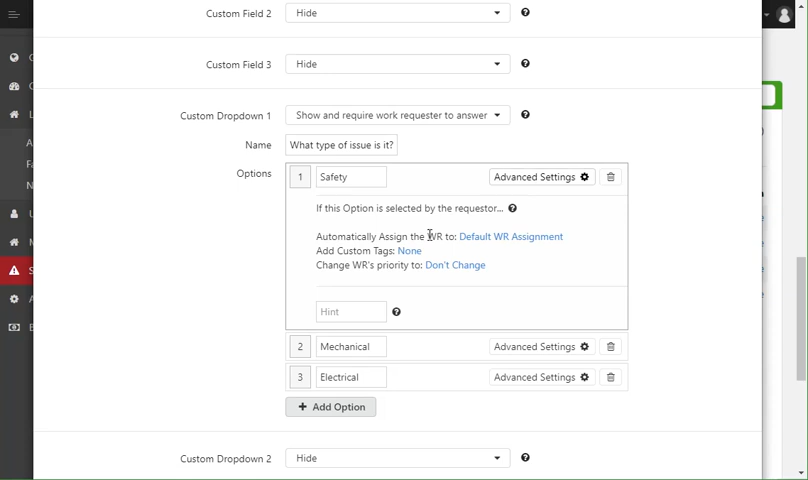 Custom Field 2 Hide
Custom Field 3 Hide
Custom Dropdown 1 Show and require work requester to answer
Name What type of issue is it?
Options 1 Safety Advanced Settings
If this Option is selected by the requestor...
Automatically Assign the WR to: Default WR Assignment
Add Custom Tags: None
Change WR's priority to: Don't Change
Hint
2 Mechanical Advanced Settings
3 Electrical Advanced Settings
+ Add Option
Custom Dropdown 2 Hide